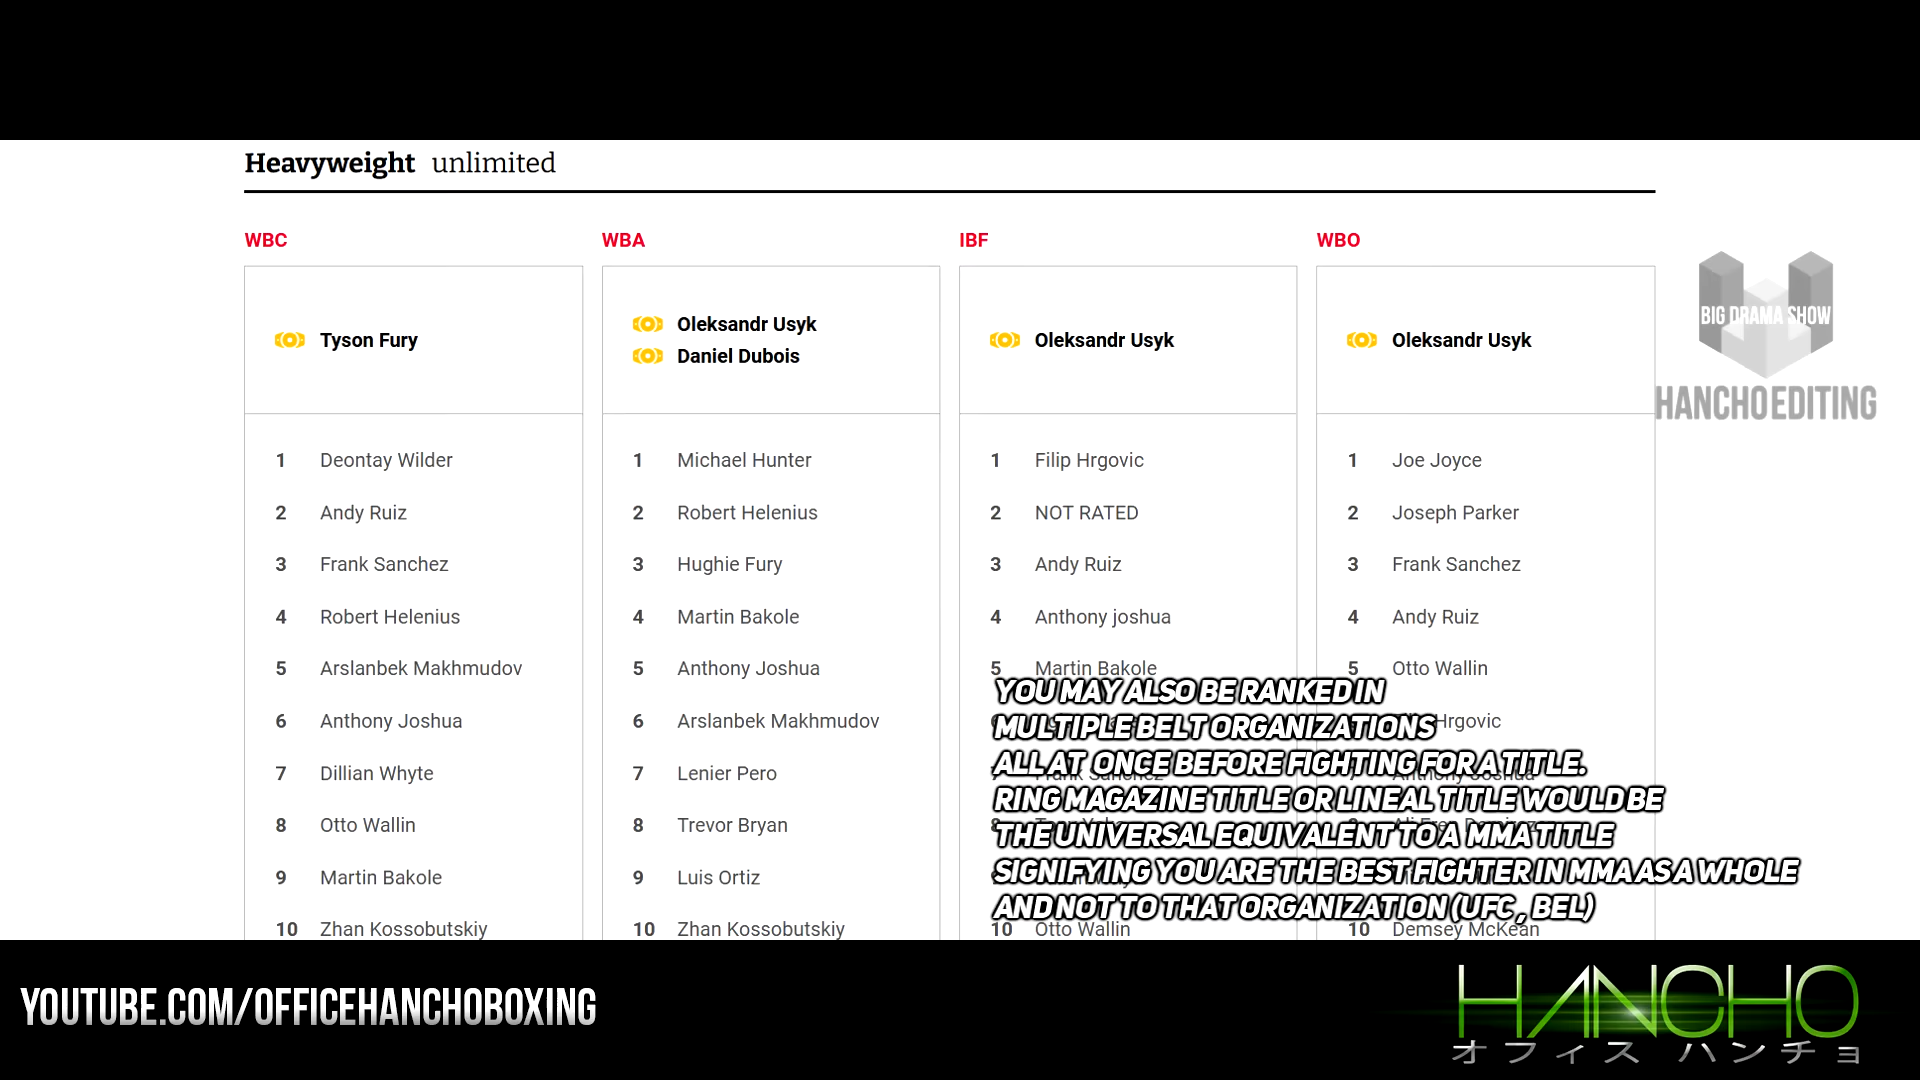 Heavyweight unlimited
WBC
WBA
IBF
WBO
Tyson Fury
Oleksandr Usyk
Daniel Dubois
Oleksandr Usyk
Oleksandr Usyk
BIG DRAMA SHOW
HANCHO EDITING
1 Deontay Wilder
2 Andy Ruiz
3 Frank Sanchez
4 Robert Helenius
5 Arslanbek Makhmudov
6 Anthony Joshua
7 Dillian Whyte
8 Otto Wallin
9 Martin Bakole
10 Zhan Kossobutskiy
1 Michael Hunter
2 Robert Helenius
3 Hughie Fury
4 Martin Bakole
5 Anthony Joshua
6 Arslanbek Makhmudov
7 Lenier Pero
8 Trevor Bryan
9 Luis Ortiz
10 Zhan Kossobutskiy
1 Filip Hrgovic
2 NOT RATED
3 Andy Ruiz
4 Anthony joshua
5 Martin Bakole
10 Otto Wallin
1 Joe Joyce
2 Joseph Parker
3 Frank Sanchez
4 Andy Ruiz
5 Otto Wallin
Hrgovic
10 Demsey McKean
YOU MAY ALSO BE RANKED IN
MULTIPLE BELT ORGANIZATIONS
ALL AT ONCE BEFORE FIGHTING FOR A TITLE.
RING MAGAZINE TITLE OR LINEAL TITLE WOULD BE
THE UNIVERSAL EQUIVALENT TO A MMA TITLE
SIGNIFYING YOU ARE THE BEST FIGHTER IN MMA AS A WHOLE
AND NOT TO THAT ORGANIZATION (UFC , BEL)
YOUTUBE.COM/OFFICEHANCHOBOXING
HANCHO
オフィス ハンチョ